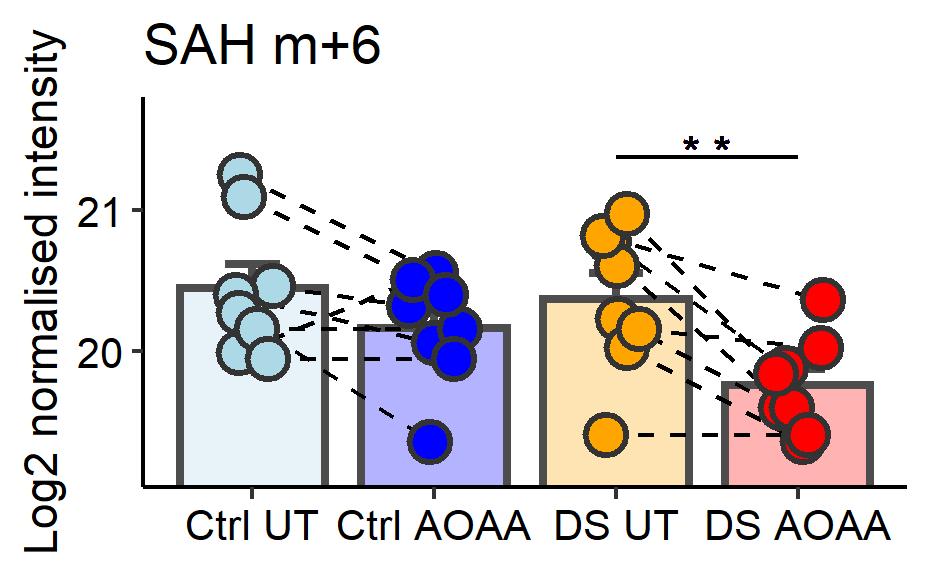 SAH m+6
Log2 normalised intensity
21
20
* *
Ctrl UT
Ctrl AOAA
DS UT
DS AOAA